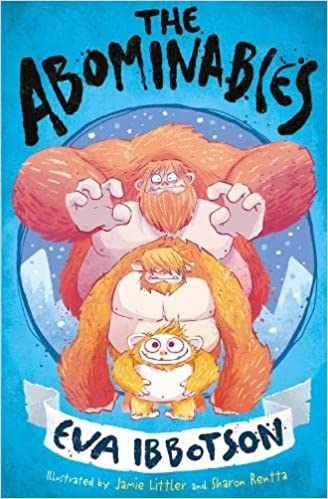 THE
ABOMINABLES
EVA IBBOTSON
Illustrated by Jamie Littler and Sharon Rentta